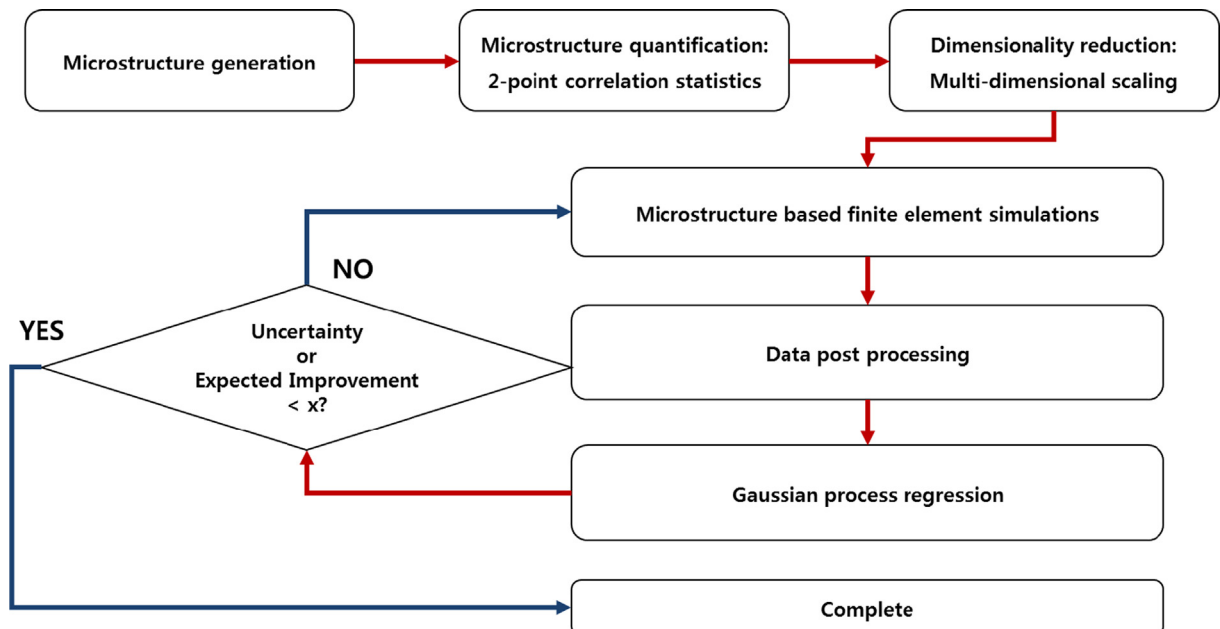 Microstructure generation
Microstructure quantification:
2-point correlation statistics
Dimensionality reduction:
Multi-dimensional scaling
Microstructure based finite element simulations
NO
YES
Uncertainty
or
Expected Improvement
< x?
Data post processing
Gaussian process regression
Complete